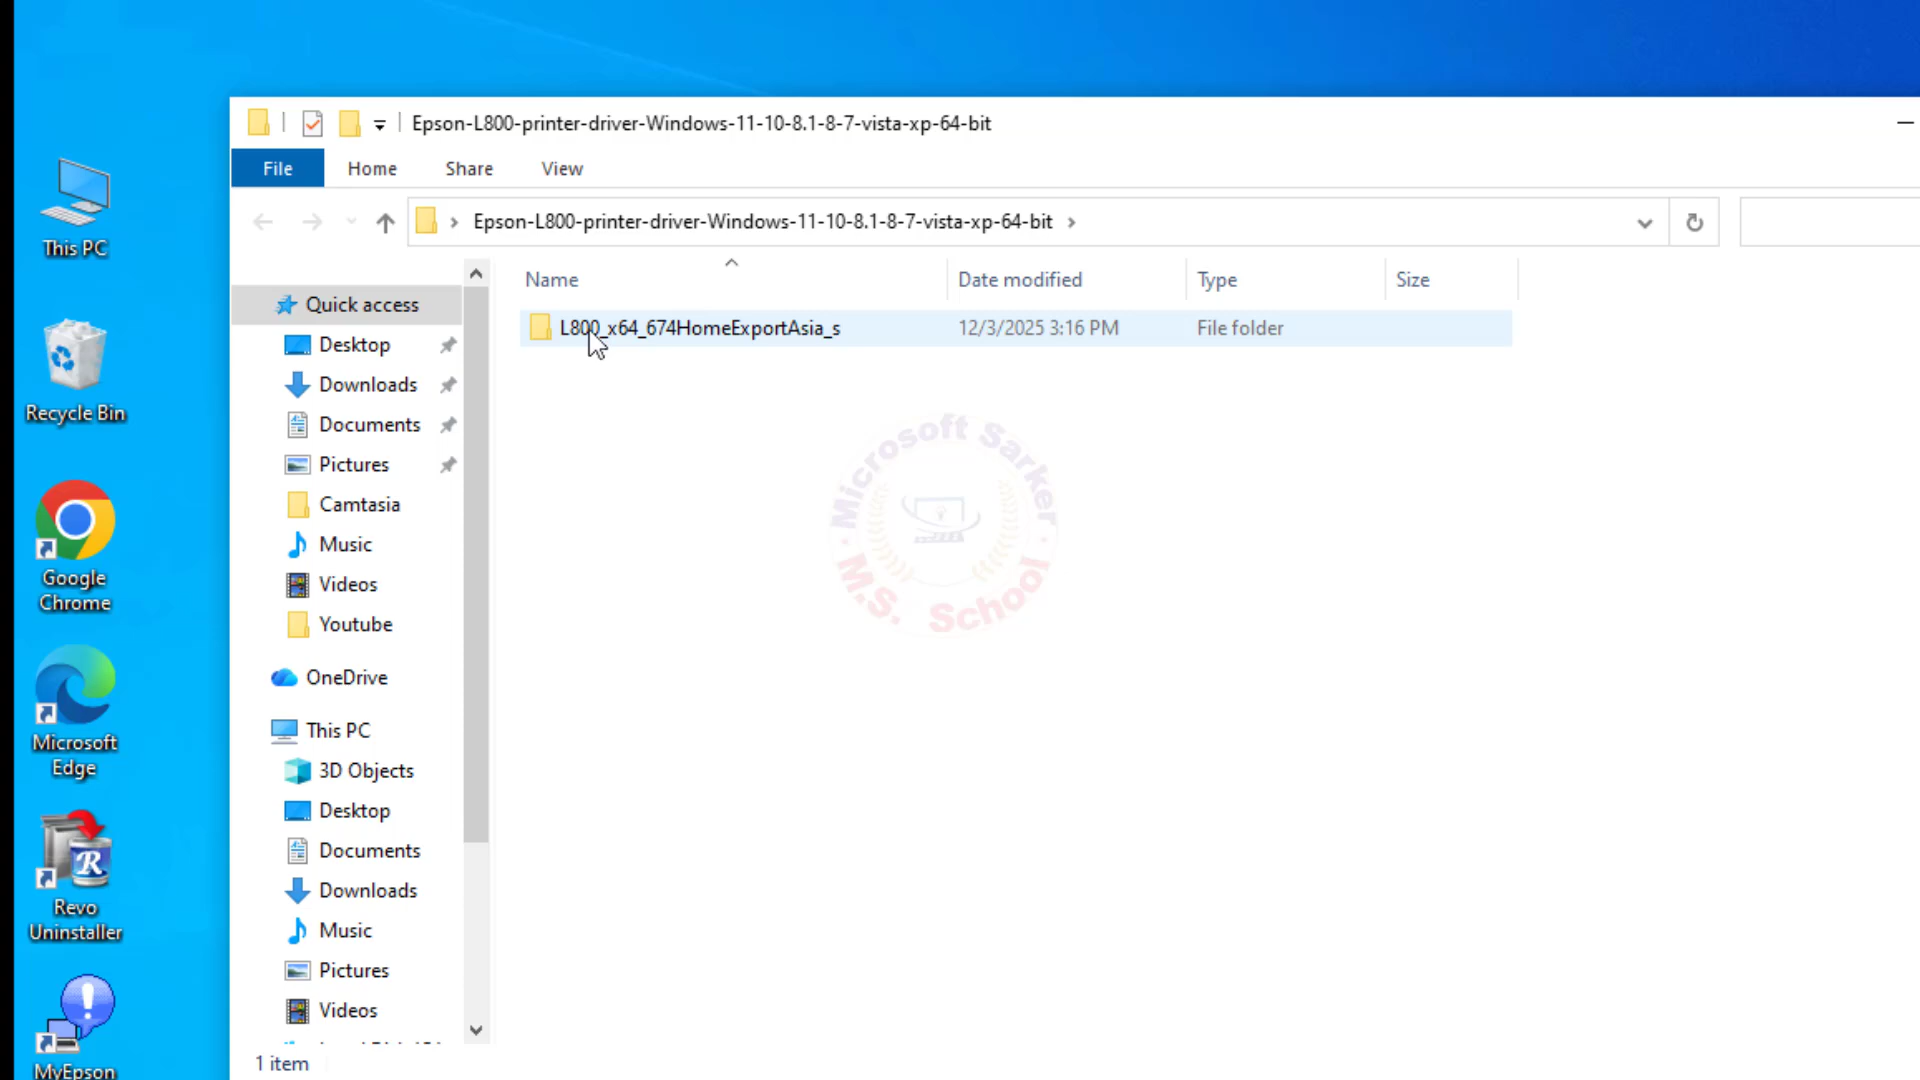 Epson-L800-printer-driver-Windows-11-10-8.1-8-7-vista-xp-64-bit
File Home Share View
Epson-L800-printer-driver-Windows-11-10-8.1-8-7-vista-xp-64-bit
Name Date modified Type Size
L800_x64_674HomeExportAsia_s 12/3/2025 3:16 PM File folder
Quick access
Desktop
Downloads
Documents
Pictures
Camtasia
Music
Videos
Youtube
OneDrive
This PC
3D Objects
Desktop
Documents
Downloads
Music
Pictures
Videos
1 item
This PC
Recycle Bin
Google
Chrome
Microsoft
Edge
R
Revo
Uninstaller
MyEpson
Microsoft Sarker
M.S. School